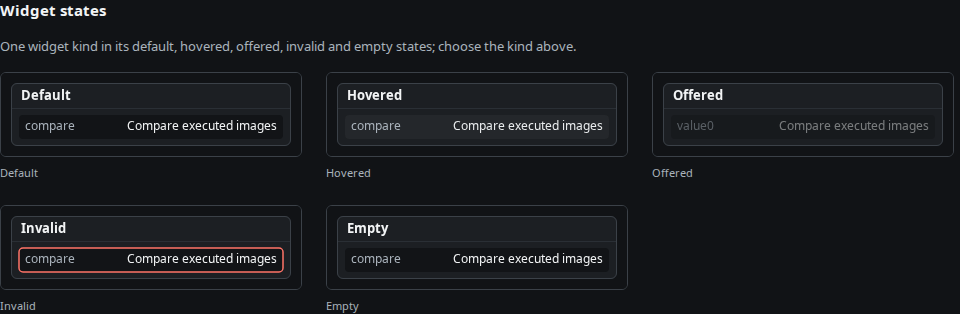 Widget states
One widget kind in its default, hovered, offered, invalid and empty states; choose the kind above.
Default
compare Compare executed images
Default
Hovered
compare Compare executed images
Hovered
Offered
value0 Compare executed images
Offered
Invalid
compare Compare executed images
Invalid
Empty
compare Compare executed images
Empty